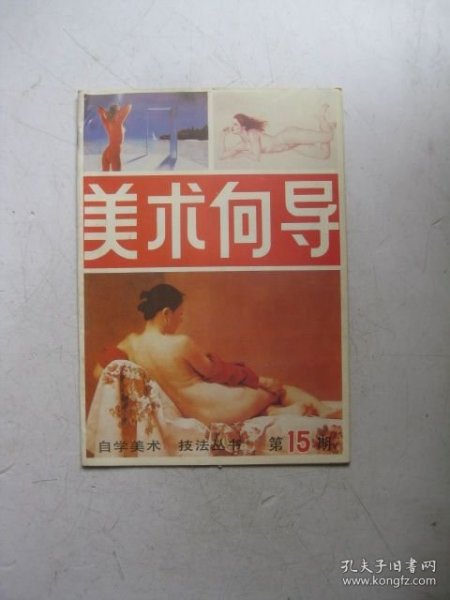 美术向导
自学美术 技法丛书 第15期
孔夫子旧书网
www.kongfz.com